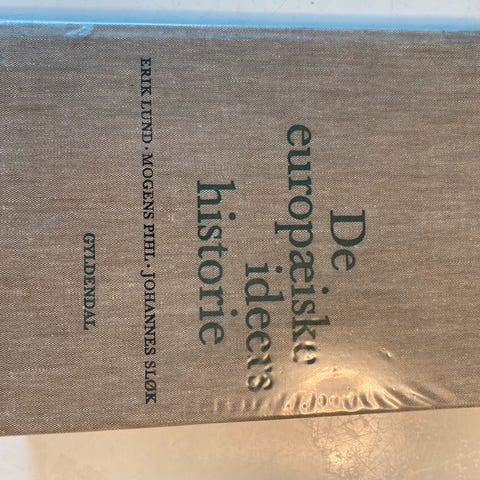 De
europæiske
ideers
historie
ERIK LUND · MOGENS PIHL · JOHANNES SLØK
GYLDENDAL